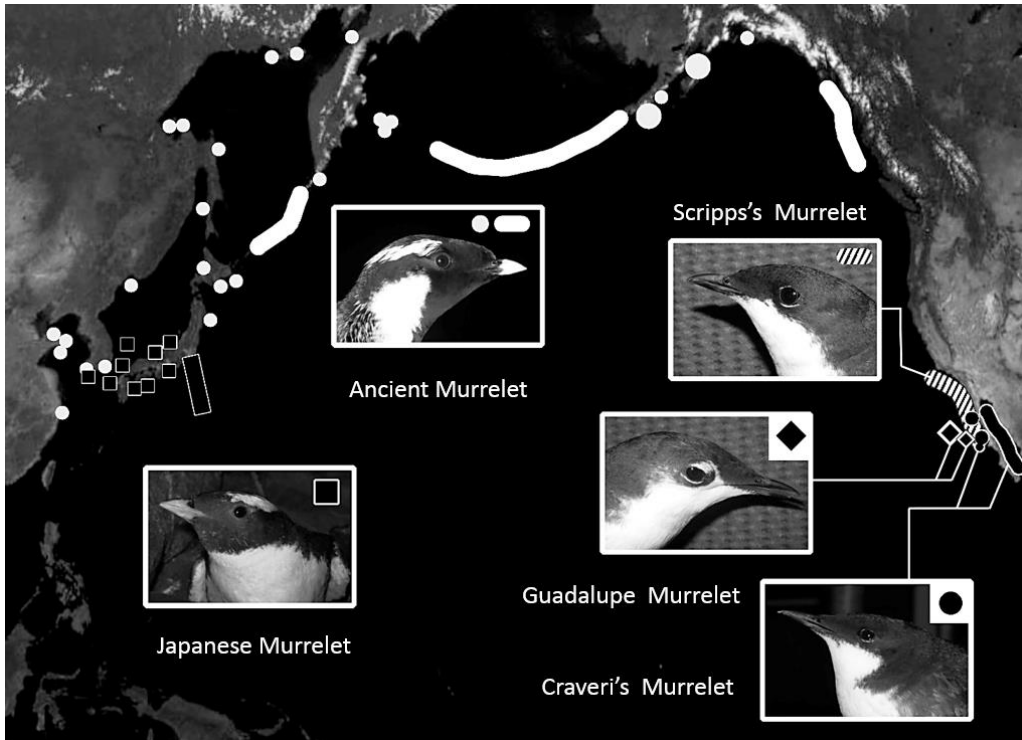 Scripps's Murrelet
Ancient Murrelet
Guadalupe Murrelet
Japanese Murrelet
Craveri's Murrelet